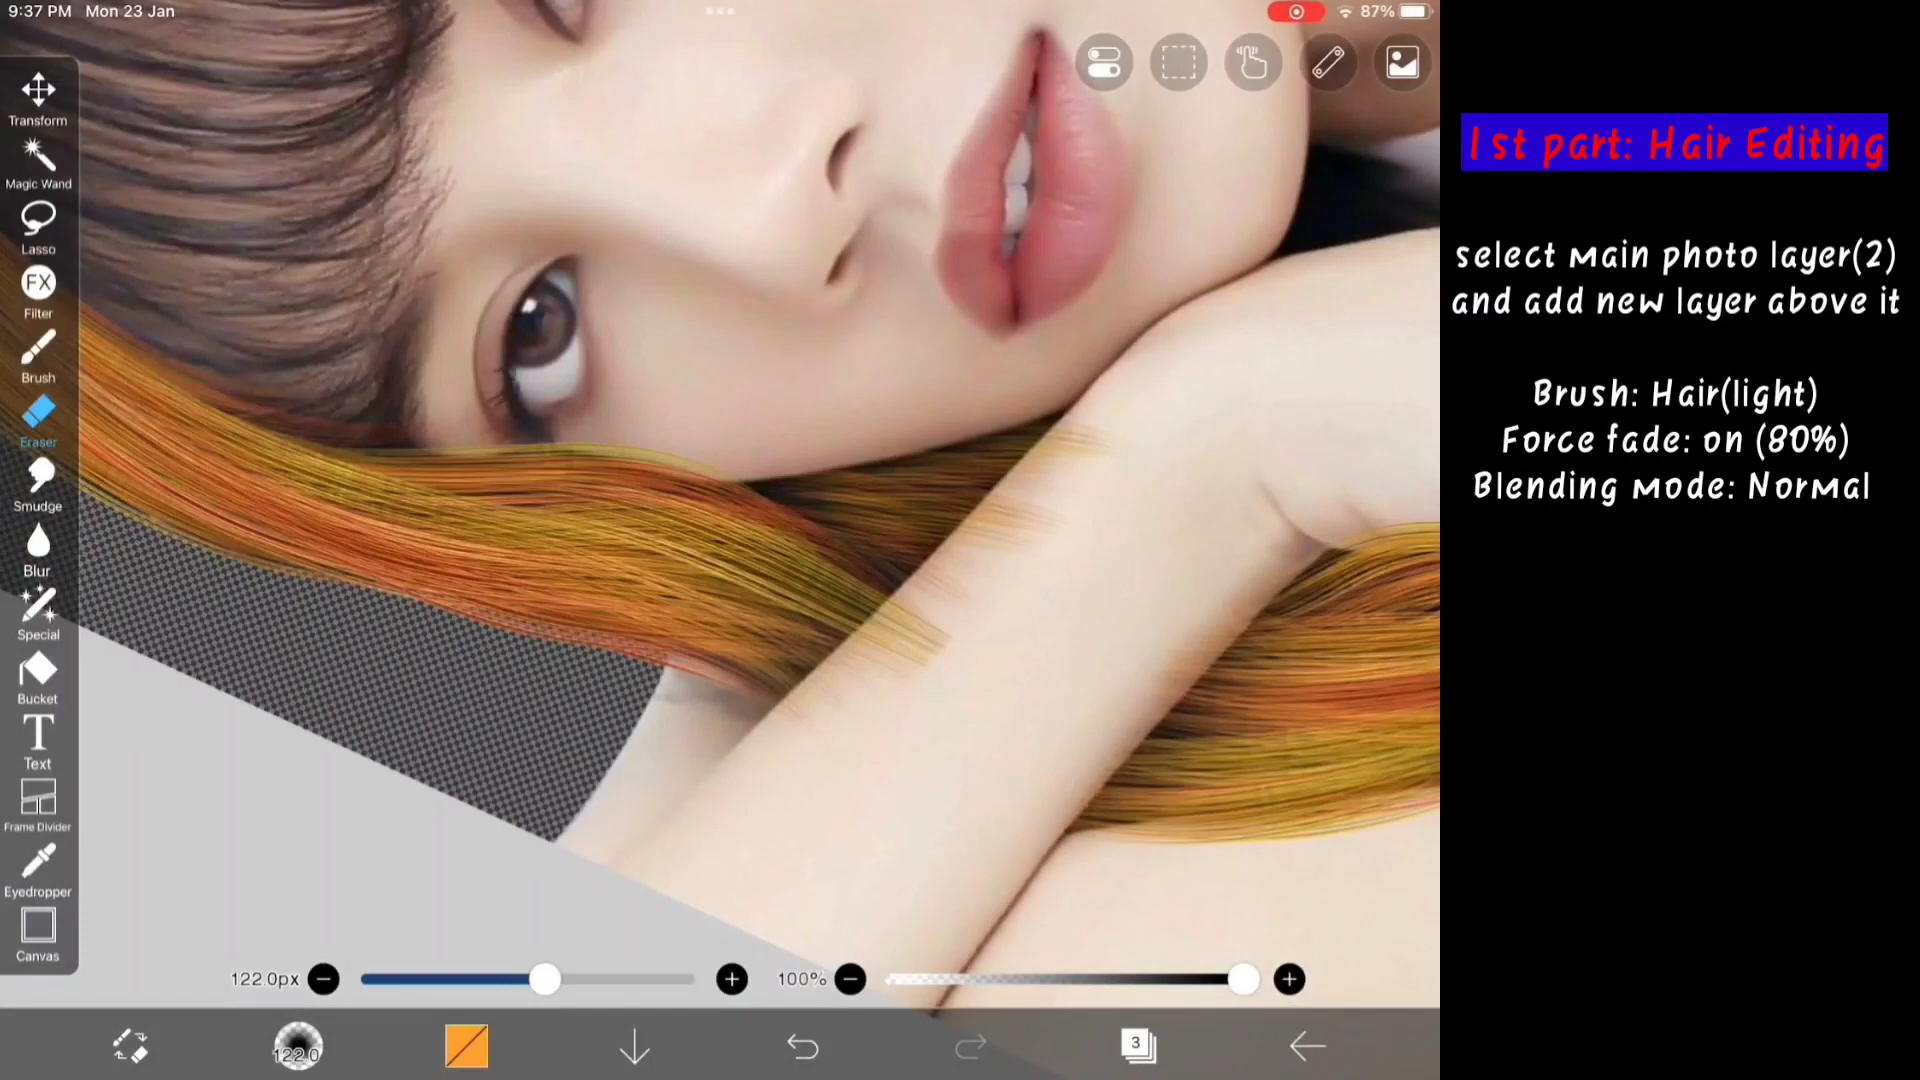 9:37 PM Mon 23 Jan
87%
Transform
Magic Wand
Lasso
FX
Filter
Brush
Eraser
Smudge
Blur
Special
Bucket
T
Text
Frame Divider
Eyedropper
Canvas
122.0px
100%
122.0
3
1st part: Hair Editing
select main photo layer(2)
and add new layer above it
Brush: Hair(light)
Force fade: on (80%)
Blending mode: Normal